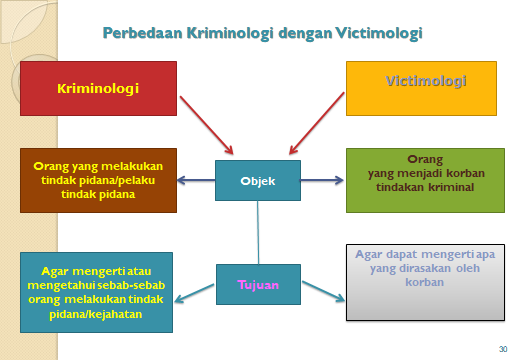 Perbedaan Kriminologi dengan Victimologi
Kriminologi
Victimologi
Orang yang melakukan
tindak pidana/pelaku
tindak pidana
Objek
Orang
yang menjadi korban
tindakan kriminal
Agar mengerti atau
mengetahui sebab-sebab
orang melakukan tindak
pidana/kejahatan
Tujuan
Agar dapat mengerti apa
yang dirasakan oleh
korban
30